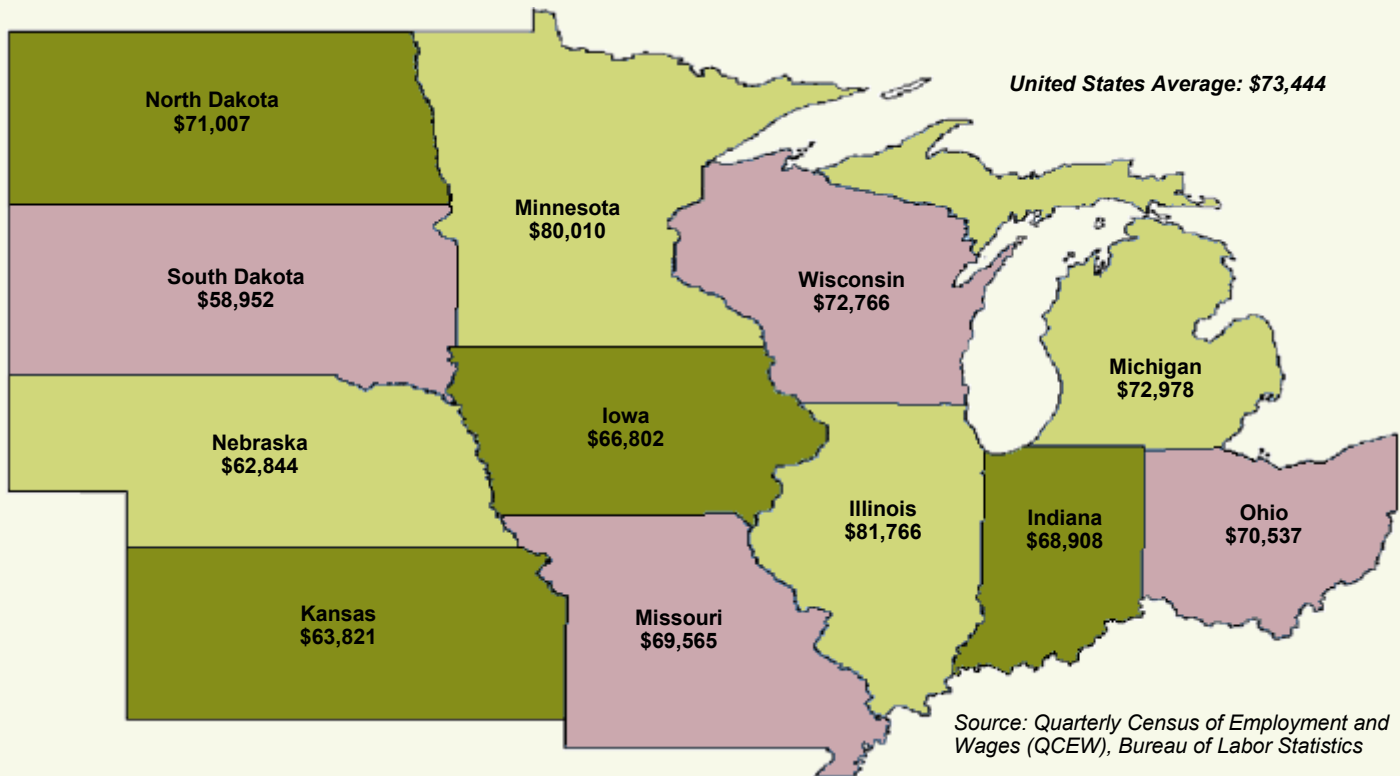 United States Average: $73,444
North Dakota
$71,007
Minnesota
$80,010
South Dakota
$58,952
Wisconsin
$72,766
Michigan
$72,978
Nebraska
$62,844
Iowa
$66,802
Illinois
$81,766
Indiana
$68,908
Ohio
$70,537
Kansas
$63,821
Missouri
$69,565
Source: Quarterly Census of Employment and
Wages (QCEW), Bureau of Labor Statistics